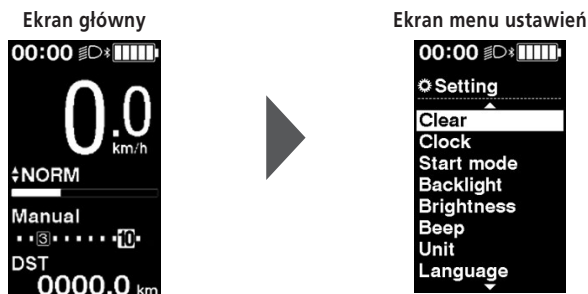 Ekran główny
00:00
0.0
km/h
NORM
Manual
3 10
DST
0000.0 km
Ekran menu ustawień
00:00
Setting
Clear
Clock
Start mode
Backlight
Brightness
Beep
Unit
Language